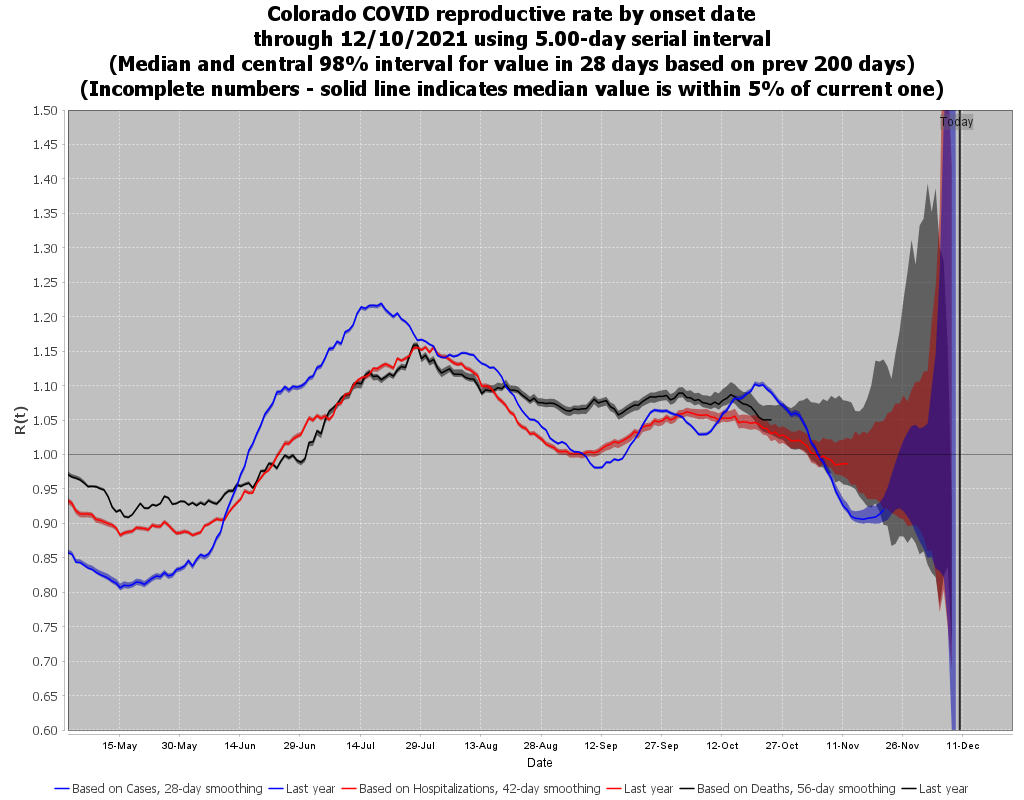 Colorado COVID reproductive rate by onset date
through 12/10/2021 using 5.00-day serial interval
(Median and central 98% interval for value in 28 days based on prev 200 days)
(Incomplete numbers - solid line indicates median value is within 5% of current one)
Today
1.50
1.45
1.40
1.35
1.30
1.25
1.20
1.15
1.10
1.05
1.00
0.95
0.90
0.85
0.80
0.75
0.70
0.65
0.60
R(t)
15-May 30-May 14-Jun 29-Jun 14-Jul 29-Jul 13-Aug 28-Aug 12-Sep 27-Sep 12-Oct 27-Oct 11-Nov 26-Nov 11-Dec
Date
Based on Cases, 28-day smoothing Last year Based on Hospitalizations, 42-day smoothing Last year Based on Deaths, 56-day smoothing Last year